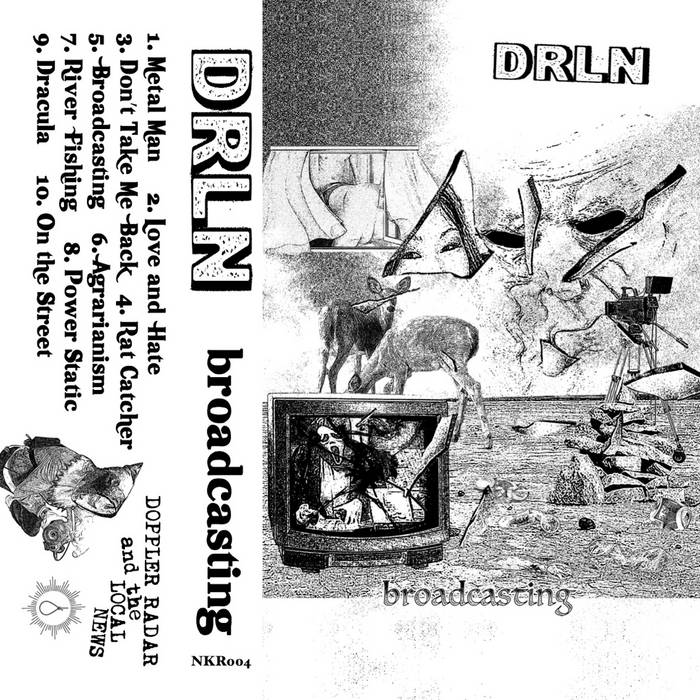 1. Metal Man 2. Love and Hate
3. Don't Take Me Back 4. Rat Catcher
5. Broadcasting 6. Agrarianism
7. River Fishing 8. Power Static
9. Dracula 10. On the Street
DOPPLER RADAR
and the
LOCAL
NEWS
DRLN broadcasting
NKR004
DRLN
broadcasting